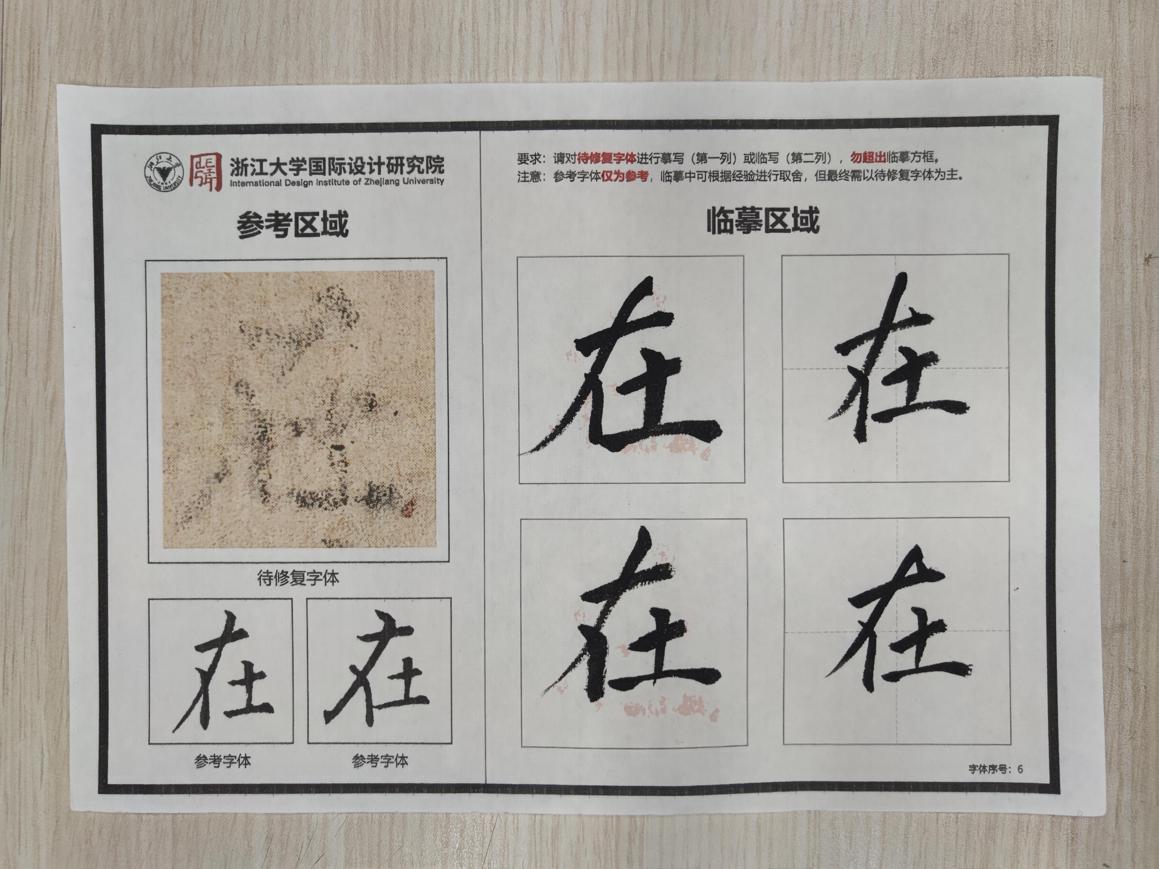 浙江大学国际设计研究院
International Design Institute of Zhejiang University
参考区域
待修复字体
在
在
参考字体
参考字体
要求：请对待修复字体进行摹写（第一列）或临写（第二列），勿超出临摹方框。
注意：参考字体仅为参考，临摹中可根据经验进行取舍，但最终需以待修复字体为主。
临摹区域
在
在
在
在
字体序号：6